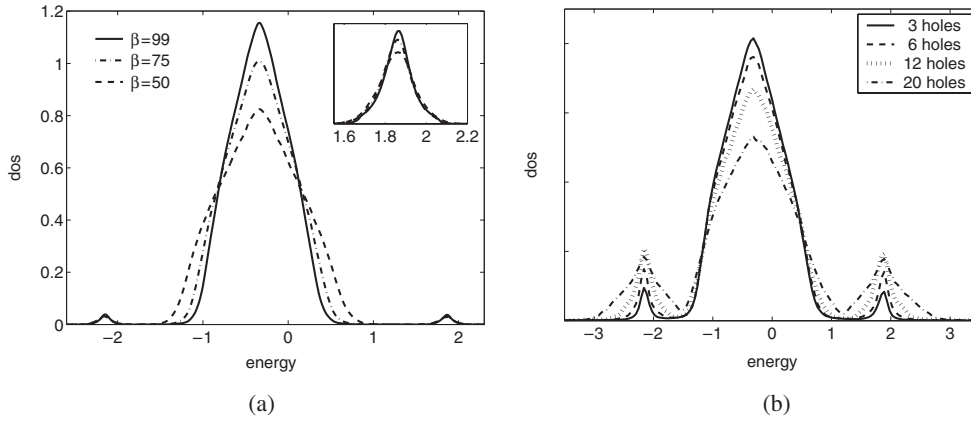 β=99
β=75
β=50
1.2
1
0.8
0.6
0.4
0.2
0
dos
−2 −1 0 1 2
energy
1.6 1.8 2 2.2
(a)
3 holes
6 holes
12 holes
20 holes
dos
−3 −2 −1 0 1 2 3
energy
(b)